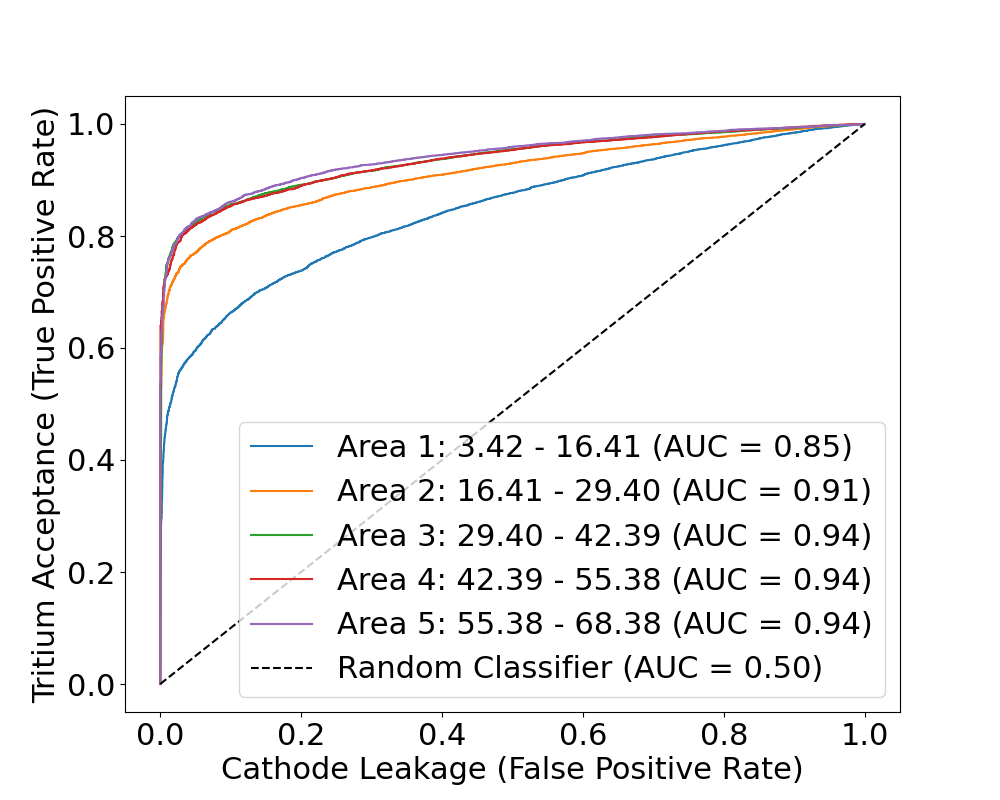 Tritium Acceptance (True Positive Rate)
1.0
0.8
0.6
0.4
0.2
0.0
Area 1: 3.42 - 16.41 (AUC = 0.85)
Area 2: 16.41 - 29.40 (AUC = 0.91)
Area 3: 29.40 - 42.39 (AUC = 0.94)
Area 4: 42.39 - 55.38 (AUC = 0.94)
Area 5: 55.38 - 68.38 (AUC = 0.94)
Random Classifier (AUC = 0.50)
0.0 0.2 0.4 0.6 0.8 1.0
Cathode Leakage (False Positive Rate)